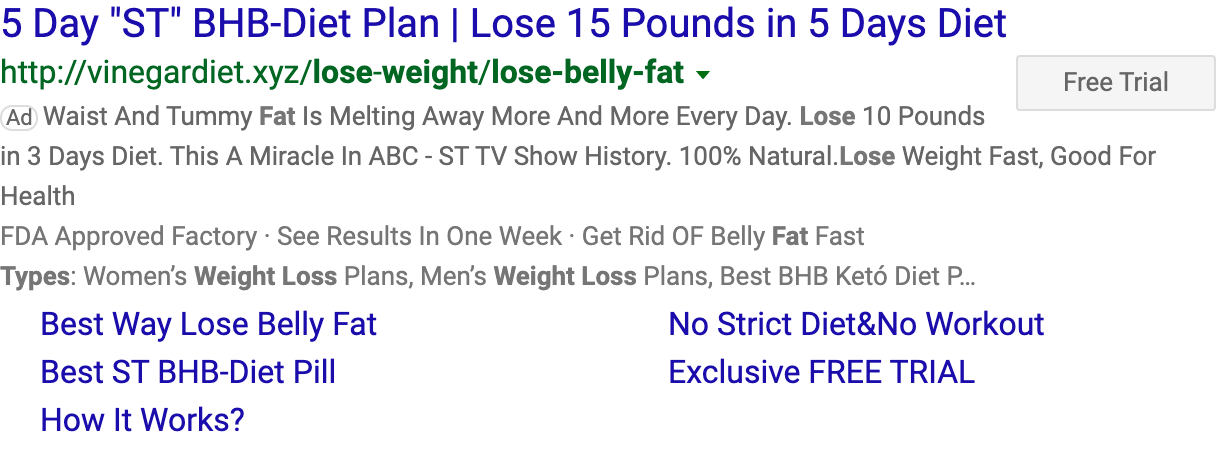 5 Day "ST" BHB-Diet Plan | Lose 15 Pounds in 5 Days Diet
http://vinegardiet.xyz/lose-weight/lose-belly-fat
Free Trial
Ad Waist And Tummy Fat Is Melting Away More And More Every Day. Lose 10 Pounds
in 3 Days Diet. This A Miracle In ABC - ST TV Show History. 100% Natural.Lose Weight Fast, Good For
Health
FDA Approved Factory · See Results In One Week · Get Rid OF Belly Fat Fast
Types: Women’s Weight Loss Plans, Men’s Weight Loss Plans, Best BHB Ketó Diet P...
Best Way Lose Belly Fat
No Strict Diet&No Workout
Best ST BHB-Diet Pill
Exclusive FREE TRIAL
How It Works?